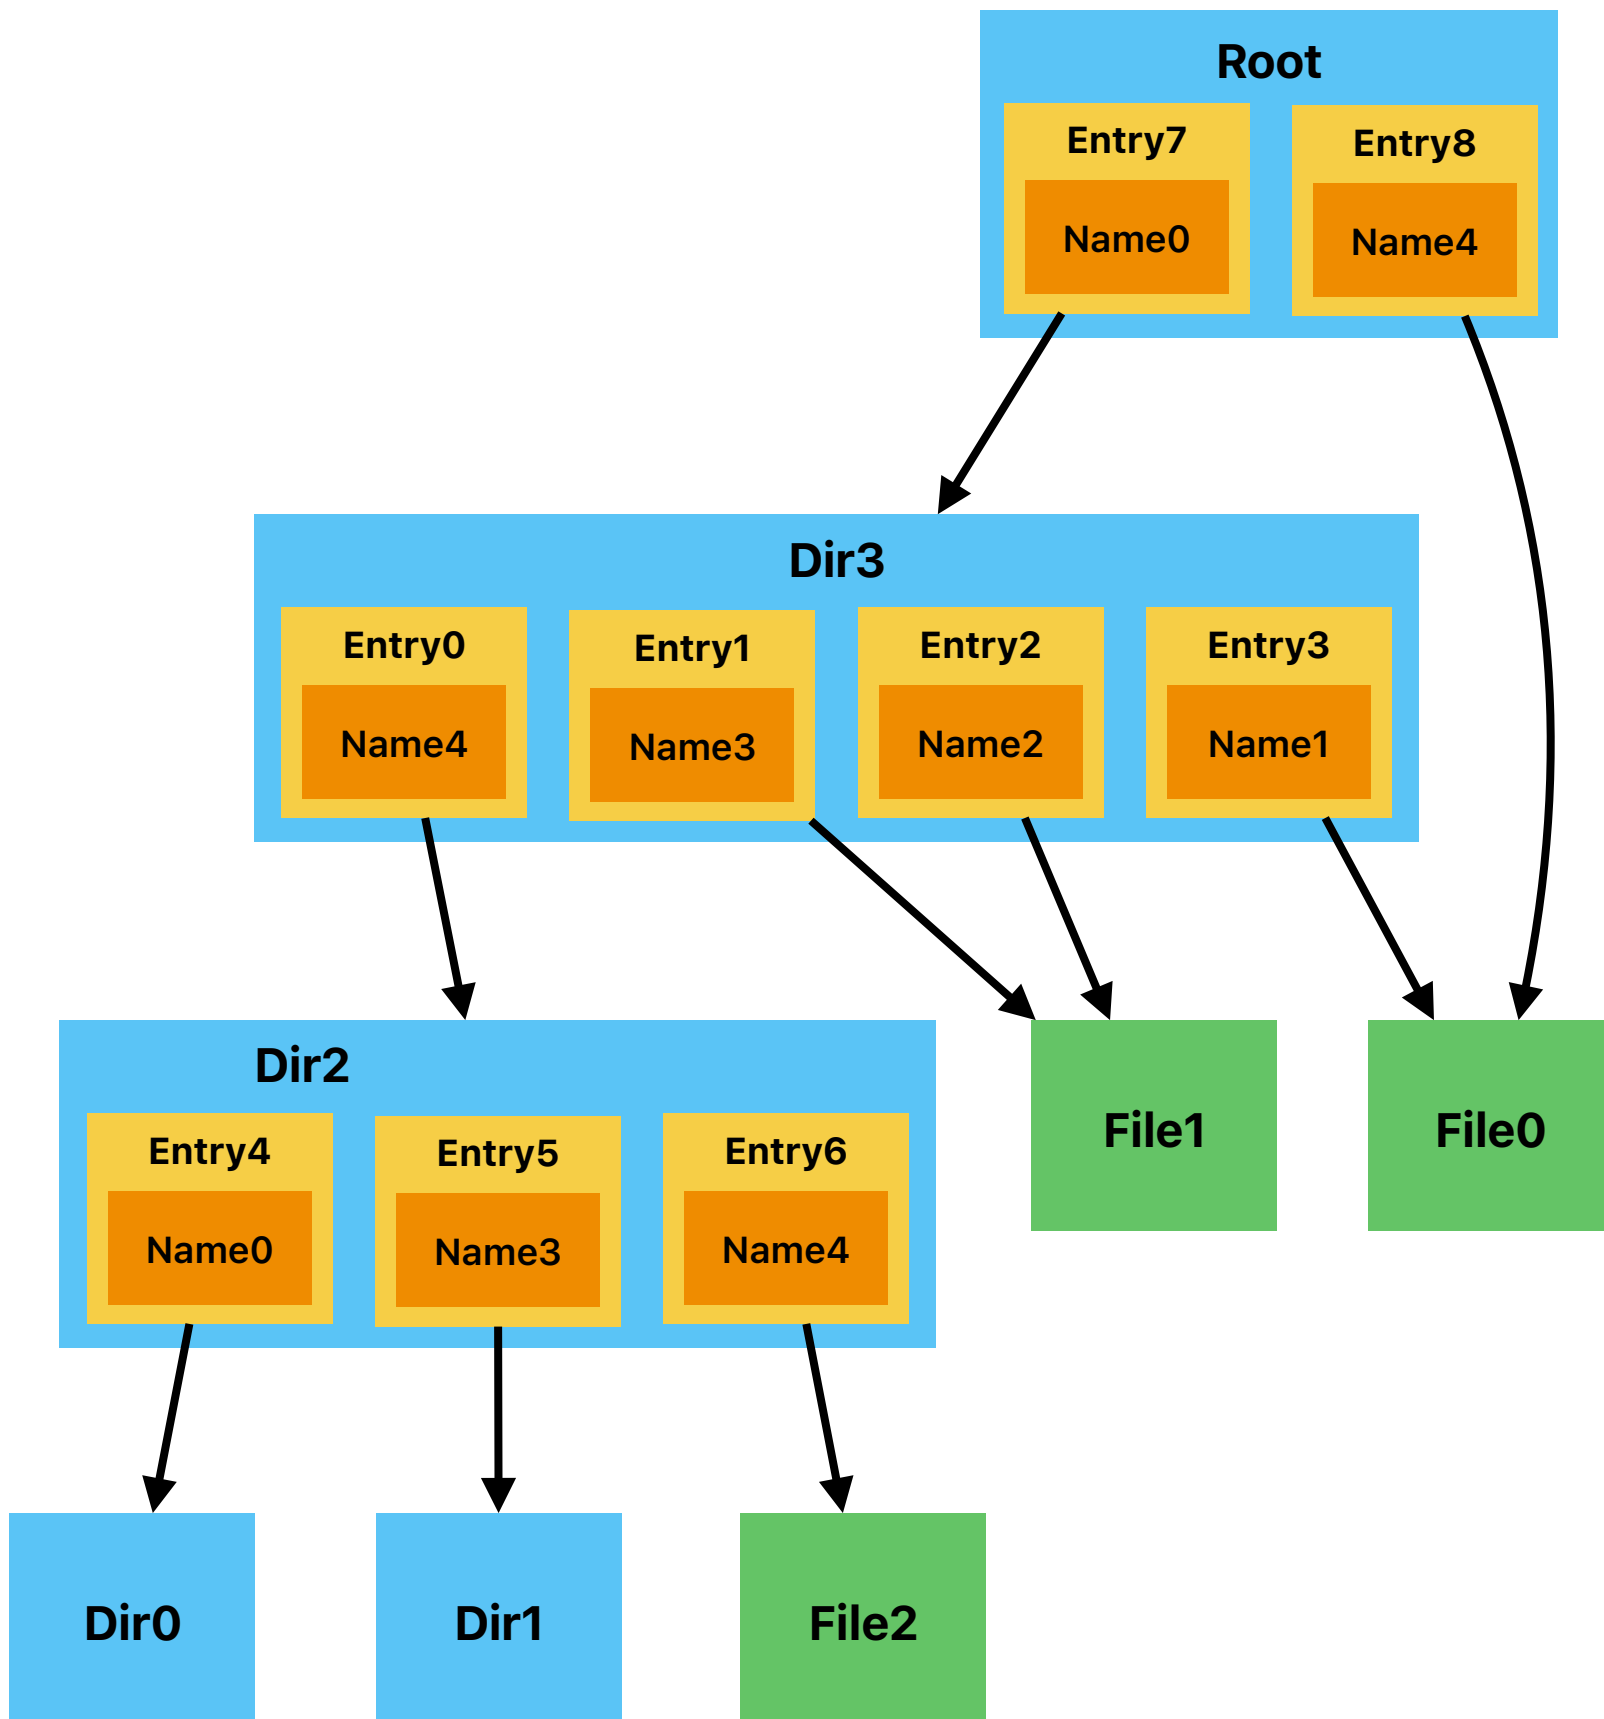 Root
Entry7
Entry8
Name0
Name4
Dir3
Entry0
Entry1
Entry2
Entry3
Name4
Name3
Name2
Name1
Dir2
File1
File0
Entry4
Entry5
Entry6
Name0
Name3
Name4
Dir0
Dir1
File2